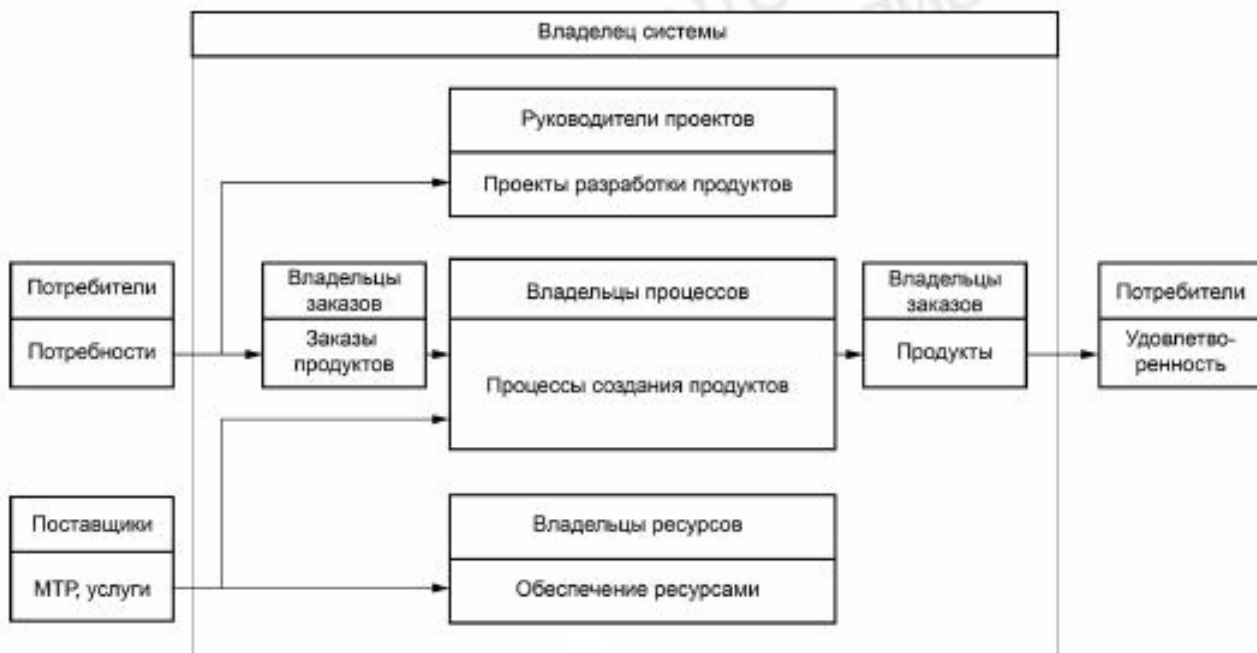 Владелец системы
Руководители проектов
Проекты разработки продуктов
Потребители
Потребности
Владельцы
заказов
Заказы
продуктов
Владельцы процессов
Процессы создания продуктов
Владельцы
заказов
Продукты
Потребители
Удовлетво-
ренность
Поставщики
МТР, услуги
Владельцы ресурсов
Обеспечение ресурсами